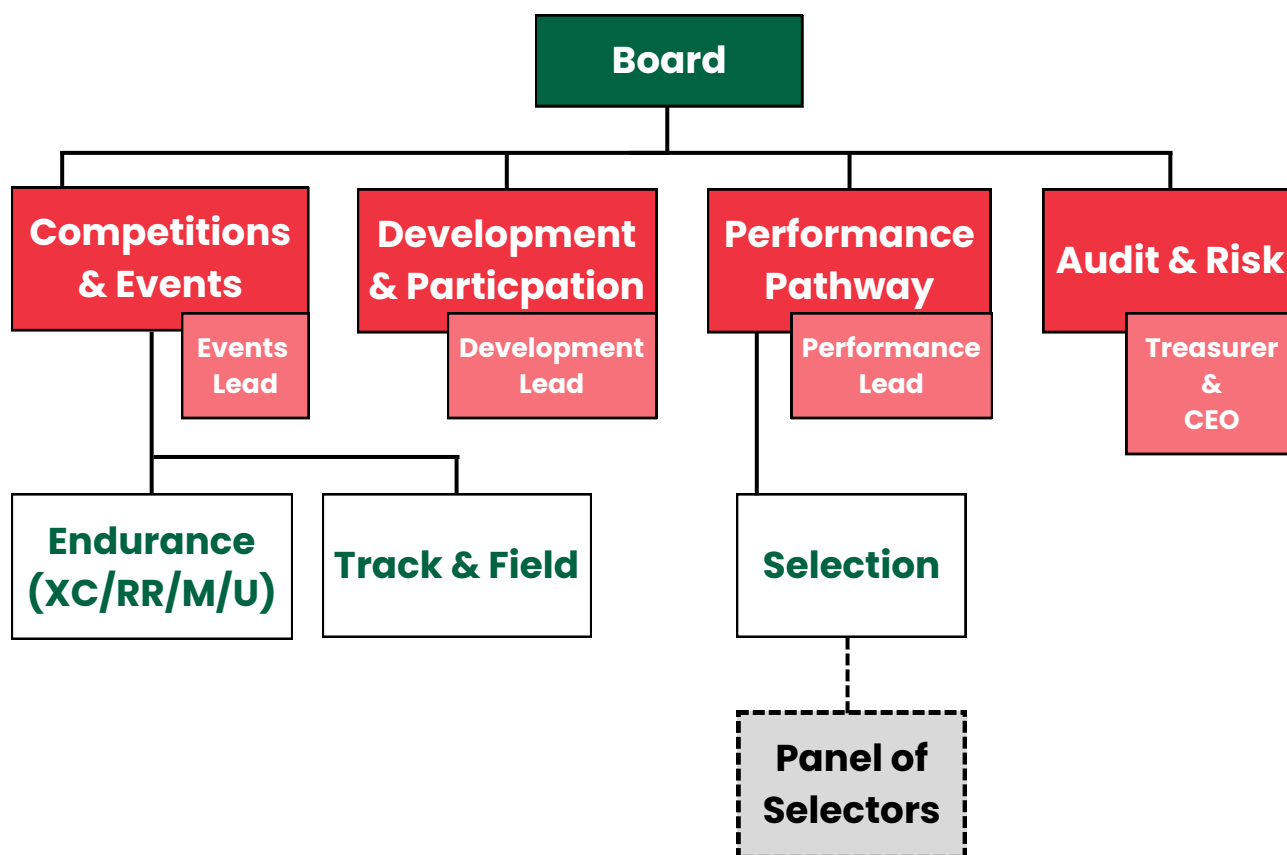 Board
Competitions
& Events
Events
Lead
Development
& Particpation
Development
Lead
Performance
Pathway
Performance
Lead
Audit & Risk
Treasurer
&
CEO
Endurance
(XC/RR/M/U)
Track & Field
Selection
Panel of
Selectors